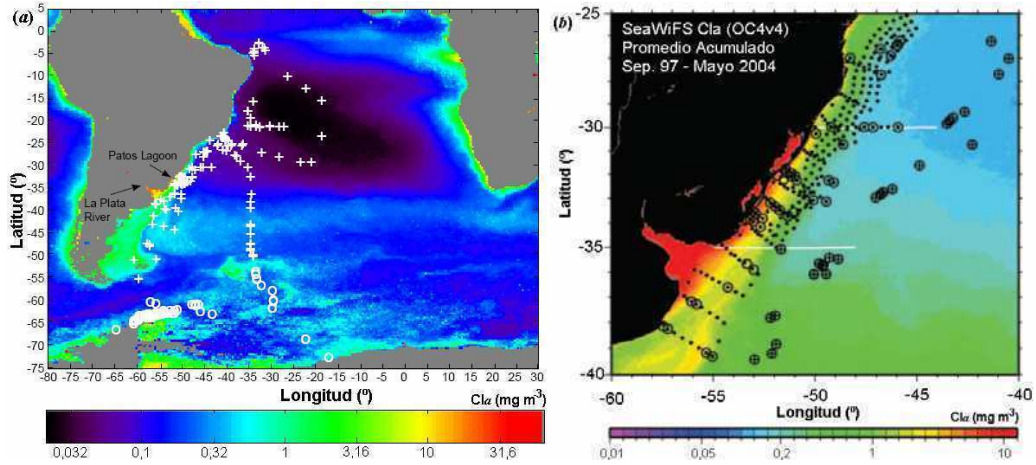 (a)
5
0
-5
-10
-15
-20
-25
-30
-35
-40
-45
-50
-55
-60
-65
-70
-75
Latitud (º)
Patos Lagoon
La Plata
River
-80 -75 -70 -65 -60 -55 -50 -45 -40 -35 -30 -25 -20 -15 -10 -5 0 5 10 15 20 25 30
Longitud (º)
Clα (mg m⁻³)
0,032 0,1 0,32 1 3,16 10 31,6
(b)
SeaWiFS Cla (OC4v4)
Promedio Acumulado
Sep. 97 - Mayo 2004
-25
-30
-35
-40
Latitud (º)
-60 -55 -50 -45 -40
Longitud (º)
Clα (mg m⁻³)
0,01 0,05 0,2 1 10